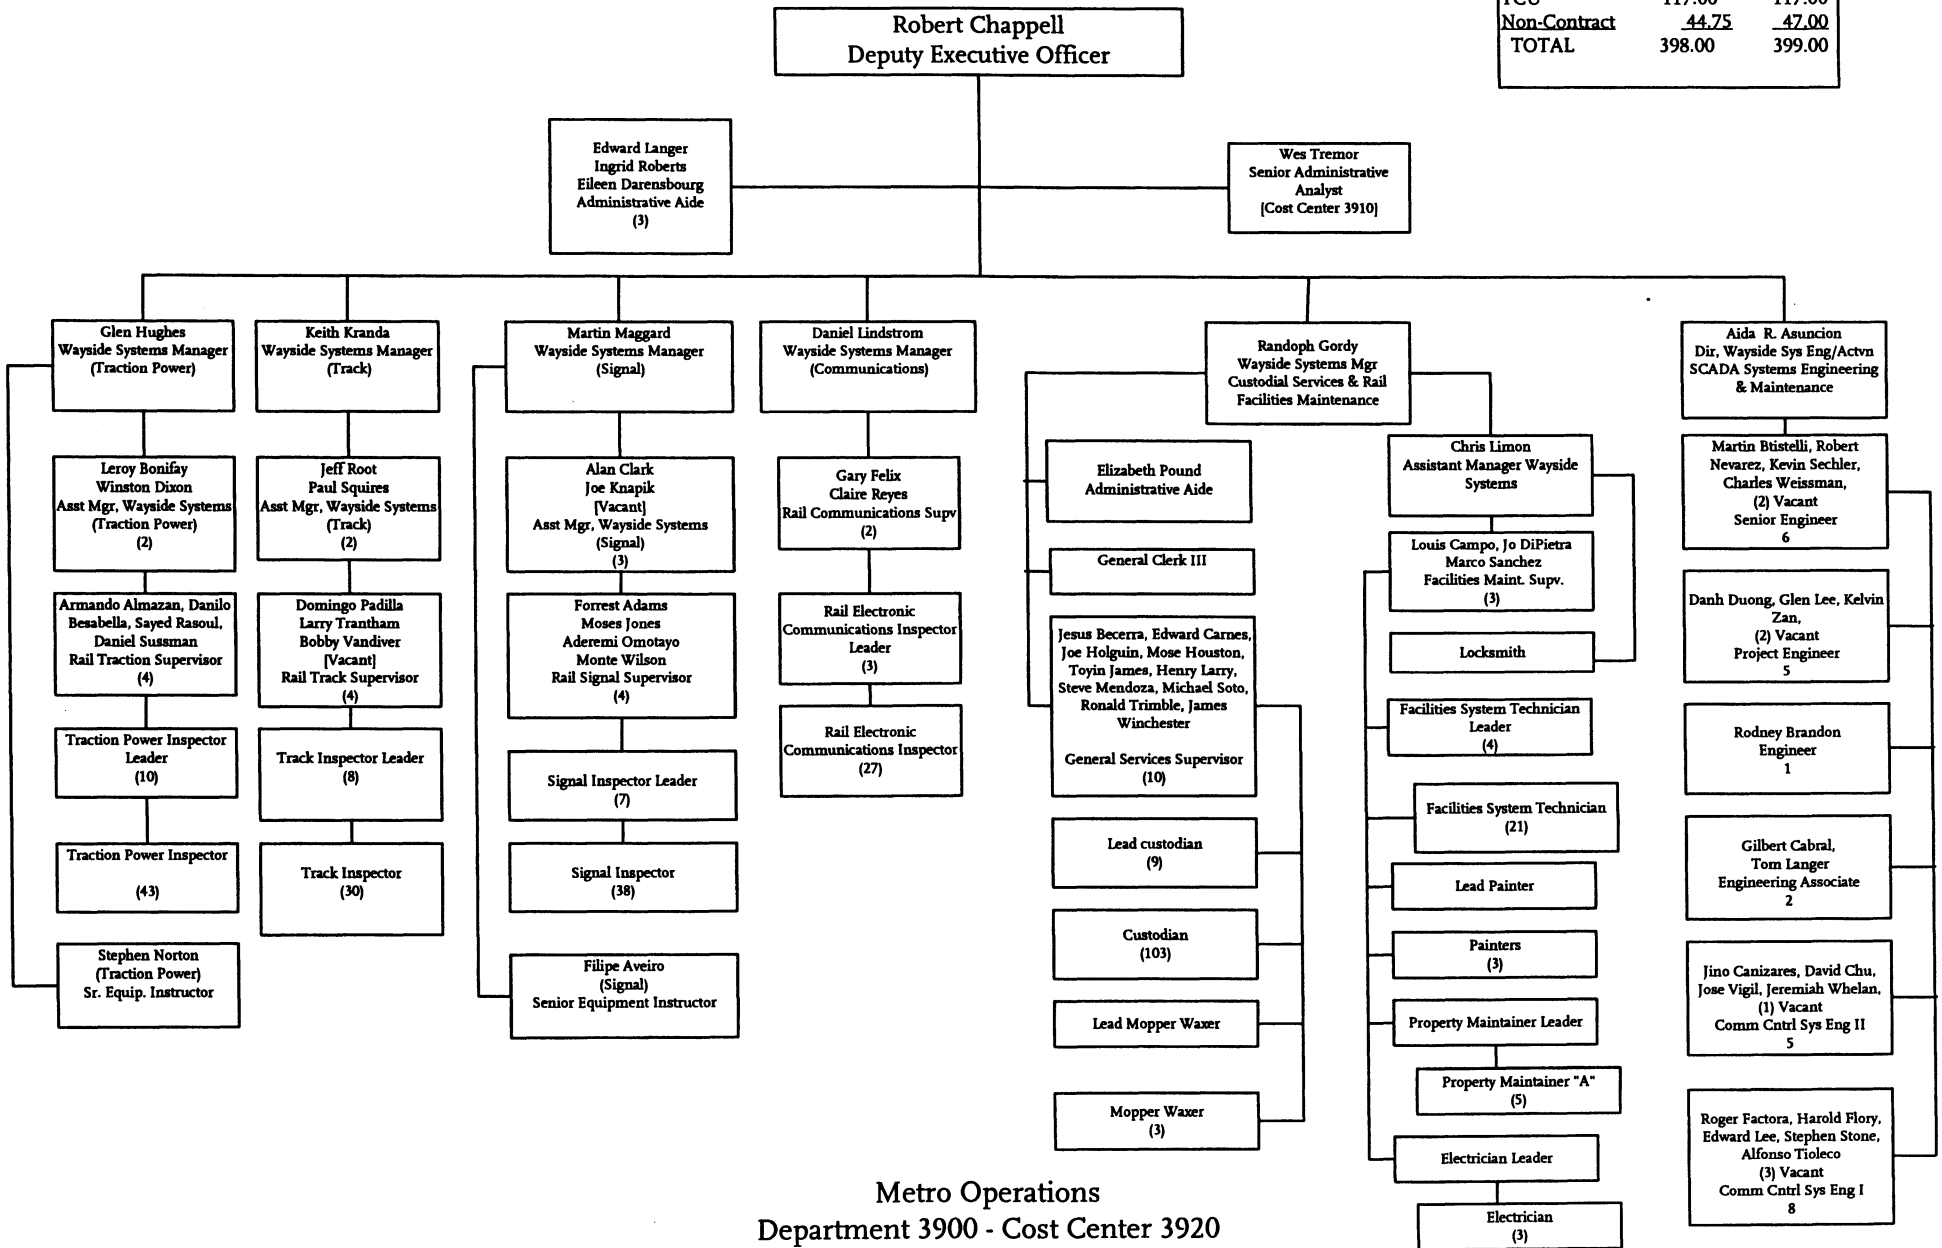 Robert Chappell
Deputy Executive Officer
TCU 117.00 117.00
Non-Contract 44.75 47.00
TOTAL 398.00 399.00
Edward Langer
Ingrid Roberts
Eileen Darensbourg
Administrative Aide
(3)
Wes Tremor
Senior Administrative
Analyst
[Cost Center 3910]
Glen Hughes
Wayside Systems Manager
(Traction Power)
Leroy Bonifay
Winston Dixon
Asst Mgr, Wayside Systems
(Traction Power)
(2)
Armando Almazan, Danilo
Besabella, Sayed Rasoul,
Daniel Sussman
Rail Traction Supervisor
(4)
Traction Power Inspector
Leader
(10)
Traction Power Inspector
(43)
Stephen Norton
(Traction Power)
Sr. Equip. Instructor
Keith Kranda
Wayside Systems Manager
(Track)
Jeff Root
Paul Squires
Asst Mgr, Wayside Systems
(Track)
(2)
Domingo Padilla
Larry Trantham
Bobby Vandiver
[Vacant]
Rail Track Supervisor
(4)
Track Inspector Leader
(8)
Track Inspector
(30)
Martin Maggard
Wayside Systems Manager
(Signal)
Alan Clark
Joe Knapik
[Vacant]
Asst Mgr, Wayside Systems
(Signal)
(3)
Forrest Adams
Moses Jones
Aderemi Omotayo
Monte Wilson
Rail Signal Supervisor
(4)
Signal Inspector Leader
(7)
Signal Inspector
(38)
Filipe Aveiro
(Signal)
Senior Equipment Instructor
Daniel Lindstrom
Wayside Systems Manager
(Communications)
Gary Felix
Claire Reyes
Rail Communications Supv
(2)
Rail Electronic
Communications Inspector
Leader
(3)
Rail Electronic
Communications Inspector
(27)
Randoph Gordy
Wayside Systems Mgr
Custodial Services & Rail
Facilities Maintenance
Elizabeth Pound
Administrative Aide
General Clerk III
Jesus Becerra, Edward Carnes,
Joe Holguin, Mose Houston,
Toyin James, Henry Larry,
Steve Mendoza, Michael Soto,
Ronald Trimble, James
Winchester
General Services Supervisor
(10)
Lead custodian
(9)
Custodian
(103)
Lead Mopper Waxer
Mopper Waxer
(3)
Chris Limon
Assistant Manager Wayside
Systems
Louis Campo, Jo DiPietra
Marco Sanchez
Facilities Maint. Supv.
(3)
Locksmith
Facilities System Technician
Leader
(4)
Facilities System Technician
(21)
Lead Painter
Painters
(3)
Property Maintainer Leader
Property Maintainer "A"
(5)
Electrician Leader
Electrician
(3)
Aida R. Asuncion
Dir, Wayside Sys Eng/Actvn
SCADA Systems Engineering
& Maintenance
Martin Btistelli, Robert
Nevarez, Kevin Sechler,
Charles Weissman,
(2) Vacant
Senior Engineer
6
Danh Duong, Glen Lee, Kelvin
Zan,
(2) Vacant
Project Engineer
5
Rodney Brandon
Engineer
1
Gilbert Cabral,
Tom Langer
Engineering Associate
2
Jino Canizares, David Chu,
Jose Vigil, Jeremiah Whelan,
(1) Vacant
Comm Cntrl Sys Eng II
5
Roger Factora, Harold Flory,
Edward Lee, Stephen Stone,
Alfonso Tioleco
(3) Vacant
Comm Cntrl Sys Eng I
8
Metro Operations
Department 3900 - Cost Center 3920